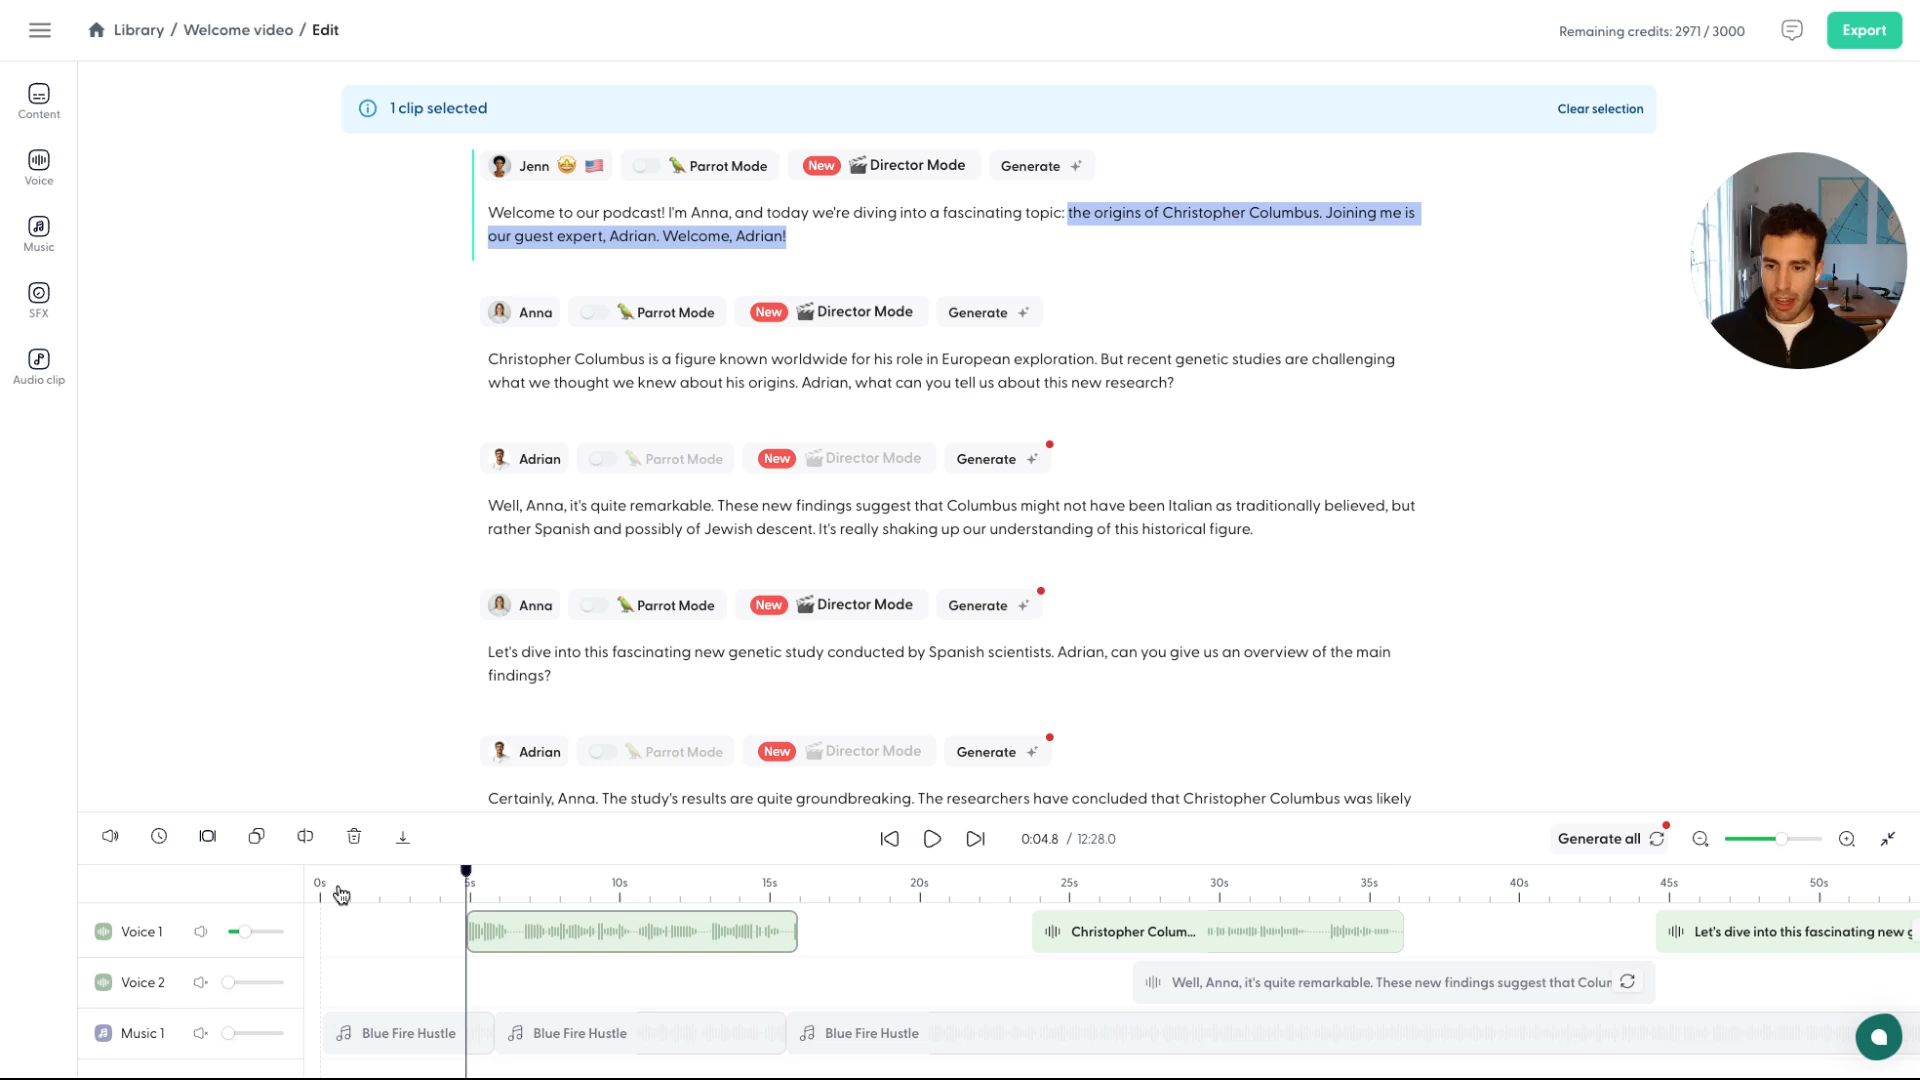 Library / Welcome video / Edit
Remaining credits: 2971 / 3000
Export
Content
Voice
Music
SFX
Audio clip
1 clip selected
Clear selection
Jenn 🤩 🇺🇸 🦜 Parrot Mode New 🎬 Director Mode Generate
Welcome to our podcast! I'm Anna, and today we're diving into a fascinating topic: the origins of Christopher Columbus. Joining me is
our guest expert, Adrian. Welcome, Adrian!
Anna 🦜 Parrot Mode New 🎬 Director Mode Generate
Christopher Columbus is a figure known worldwide for his role in European exploration. But recent genetic studies are challenging
what we thought we knew about his origins. Adrian, what can you tell us about this new research?
Adrian 🦜 Parrot Mode New 🎬 Director Mode Generate
Well, Anna, it's quite remarkable. These new findings suggest that Columbus might not have been Italian as traditionally believed, but
rather Spanish and possibly of Jewish descent. It's really shaking up our understanding of this historical figure.
Anna 🦜 Parrot Mode New 🎬 Director Mode Generate
Let's dive into this fascinating new genetic study conducted by Spanish scientists. Adrian, can you give us an overview of the main
findings?
Adrian 🦜 Parrot Mode New 🎬 Director Mode Generate
Certainly, Anna. The study's results are quite groundbreaking. The researchers have concluded that Christopher Columbus was likely
0:04.8 / 12:28.0
Generate all
0s 5s 10s 15s 20s 25s 30s 35s 40s 45s 50s
Voice 1
Christopher Colum...
Let's dive into this fascinating new g
Voice 2
Well, Anna, it's quite remarkable. These new findings suggest that Colum
Music 1
Blue Fire Hustle
Blue Fire Hustle
Blue Fire Hustle